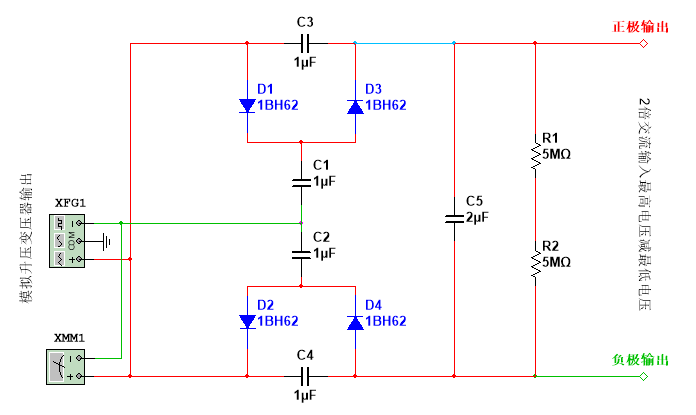 C3
1μF
正极输出
D1
1BH62
D3
1BH62
2倍交流输入最高电压减最低电压
R1
5MΩ
C1
1μF
模拟升压变压器输出
XFG1
COM
C5
2μF
C2
1μF
R2
5MΩ
D2
1BH62
D4
1BH62
XMM1
C4
1μF
负极输出